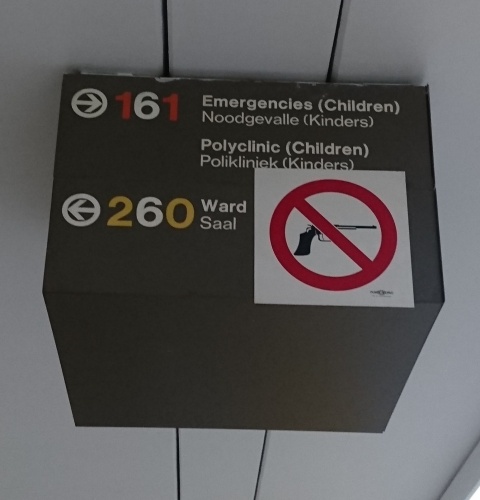 161 Emergencies (Children)
Noodgevalle (Kinders)
Polyclinic (Children)
Polikliniek (Kinders)
260 Ward
Saal